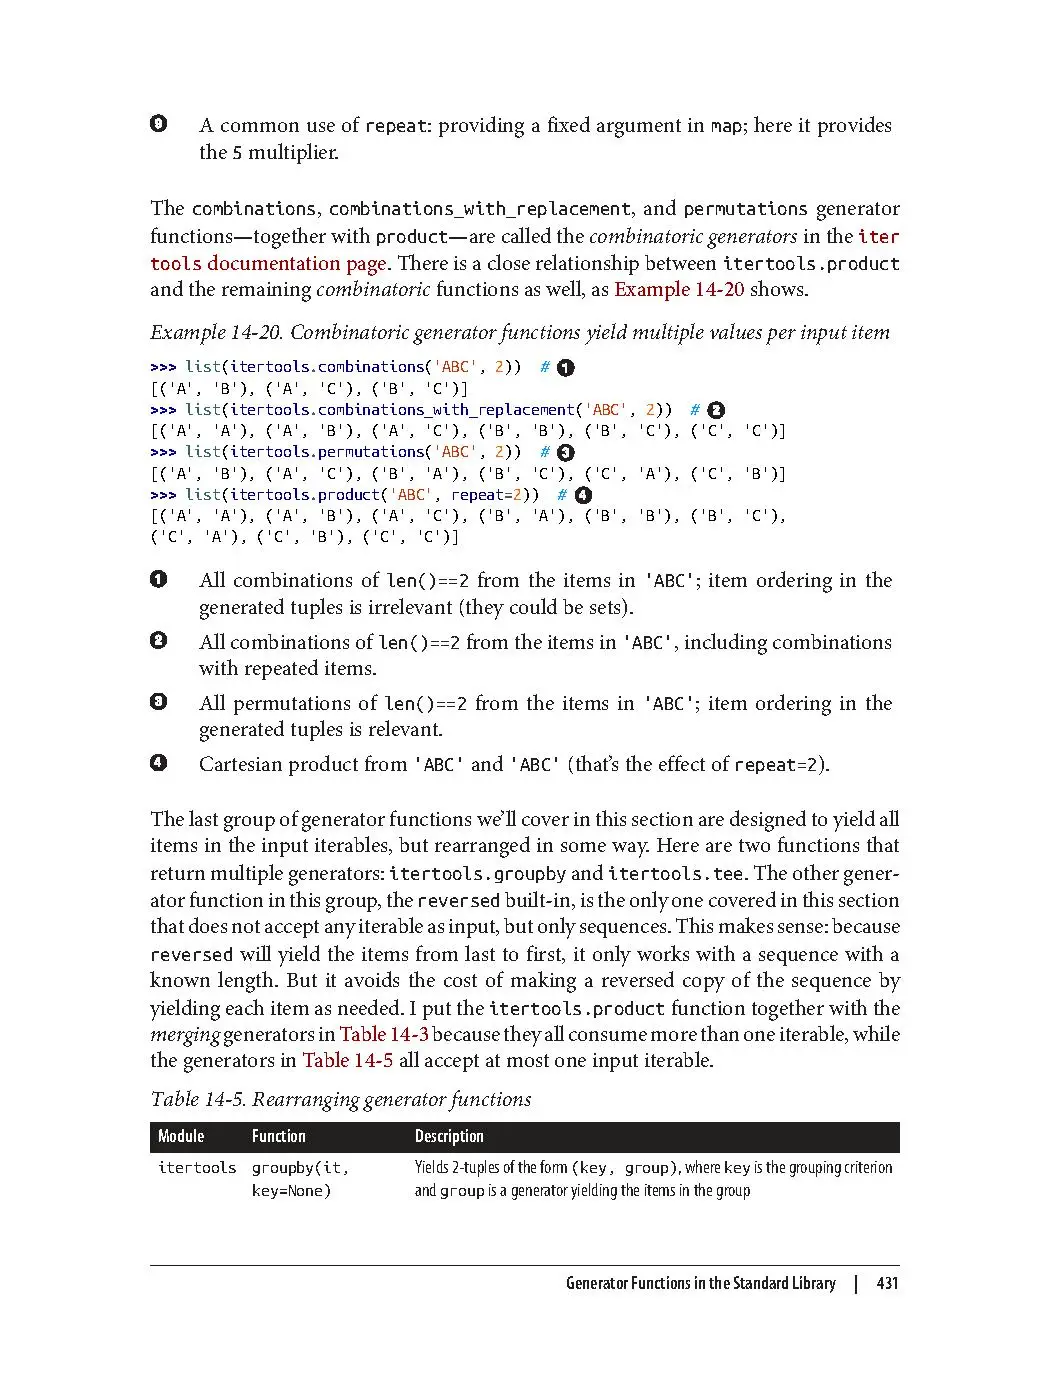 ❾ A common use of repeat: providing a fixed argument in map; here it provides
the 5 multiplier.
The combinations, combinations_with_replacement, and permutations generator
functions—together with product—are called the combinatoric generators in the iter
tools documentation page. There is a close relationship between itertools.product
and the remaining combinatoric functions as well, as Example 14-20 shows.
Example 14-20. Combinatoric generator functions yield multiple values per input item
>>> list(itertools.combinations('ABC', 2))  # ❶
[('A', 'B'), ('A', 'C'), ('B', 'C')]
>>> list(itertools.combinations_with_replacement('ABC', 2))  # ❷
[('A', 'A'), ('A', 'B'), ('A', 'C'), ('B', 'B'), ('B', 'C'), ('C', 'C')]
>>> list(itertools.permutations('ABC', 2))  # ❸
[('A', 'B'), ('A', 'C'), ('B', 'A'), ('B', 'C'), ('C', 'A'), ('C', 'B')]
>>> list(itertools.product('ABC', repeat=2))  # ❹
[('A', 'A'), ('A', 'B'), ('A', 'C'), ('B', 'A'), ('B', 'B'), ('B', 'C'),
('C', 'A'), ('C', 'B'), ('C', 'C')]
❶ All combinations of len()==2 from the items in 'ABC'; item ordering in the
generated tuples is irrelevant (they could be sets).
❷ All combinations of len()==2 from the items in 'ABC', including combinations
with repeated items.
❸ All permutations of len()==2 from the items in 'ABC'; item ordering in the
generated tuples is relevant.
❹ Cartesian product from 'ABC' and 'ABC' (that's the effect of repeat=2).
The last group of generator functions we'll cover in this section are designed to yield all
items in the input iterables, but rearranged in some way. Here are two functions that
return multiple generators: itertools.groupby and itertools.tee. The other gener-
ator function in this group, the reversed built-in, is the only one covered in this section
that does not accept any iterable as input, but only sequences. This makes sense: because
reversed will yield the items from last to first, it only works with a sequence with a
known length. But it avoids the cost of making a reversed copy of the sequence by
yielding each item as needed. I put the itertools.product function together with the
merging generators in Table 14-3 because they all consume more than one iterable, while
the generators in Table 14-5 all accept at most one input iterable.
Table 14-5. Rearranging generator functions
Module Function Description
itertools groupby(it, Yields 2-tuples of the form (key, group), where key is the grouping criterion
key=None) and group is a generator yielding the items in the group
Generator Functions in the Standard Library | 431